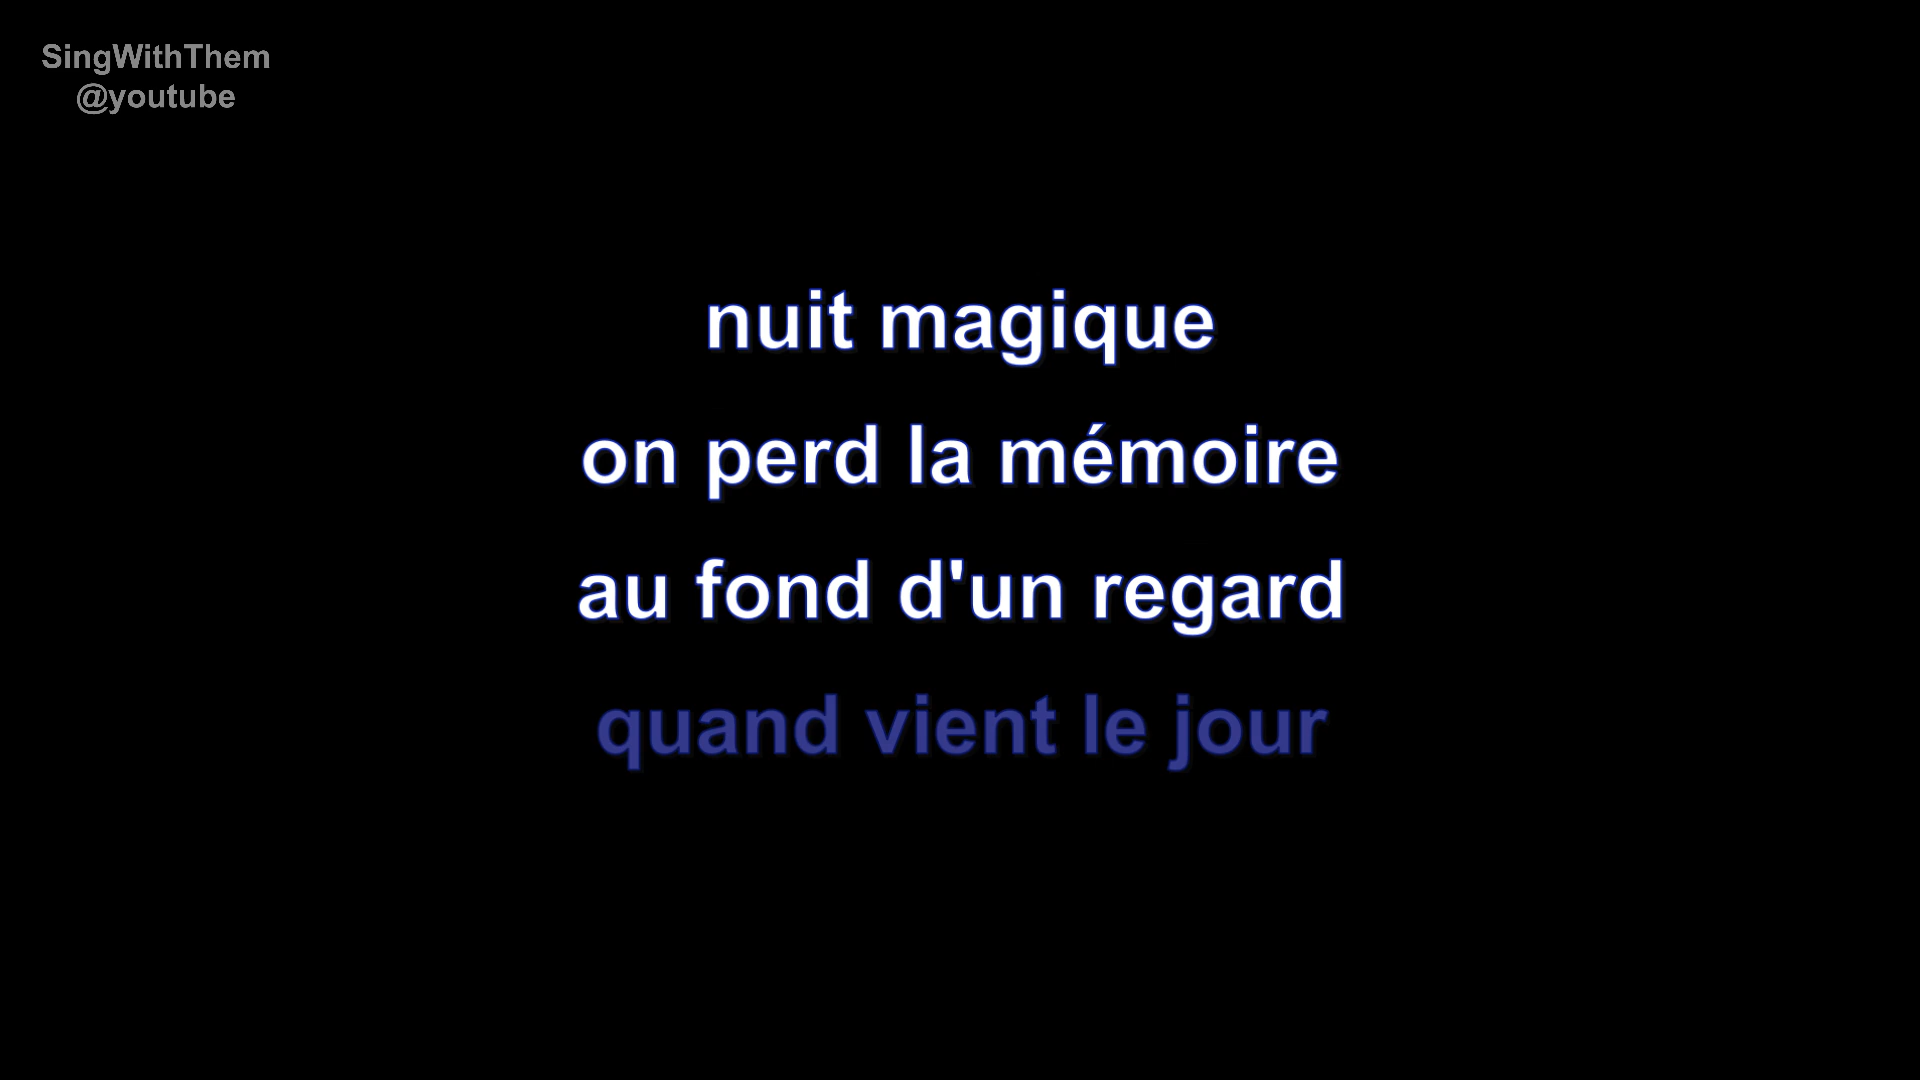 SingWithThem
@youtube
nuit magique
on perd la mémoire
au fond d'un regard
quand vient le jour